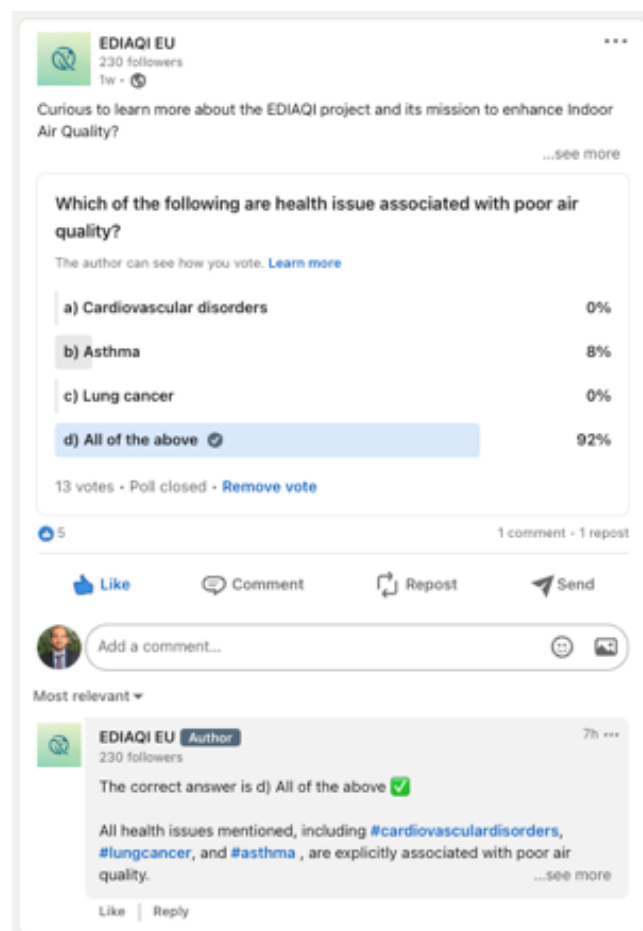 EDIAQI EU
230 followers
1w •
Curious to learn more about the EDIAQI project and its mission to enhance Indoor
Air Quality?
...see more
Which of the following are health issue associated with poor air
quality?
The author can see how you vote. Learn more
a) Cardiovascular disorders 0%
b) Asthma 8%
c) Lung cancer 0%
d) All of the above 92%
13 votes • Poll closed • Remove vote
5 1 comment • 1 repost
Like Comment Repost Send
Add a comment...
Most relevant
EDIAQI EU Author 7h
230 followers
The correct answer is d) All of the above ✅
All health issues mentioned, including #cardiovasculardisorders,
#lungcancer, and #asthma , are explicitly associated with poor air
quality. ...see more
Like | Reply